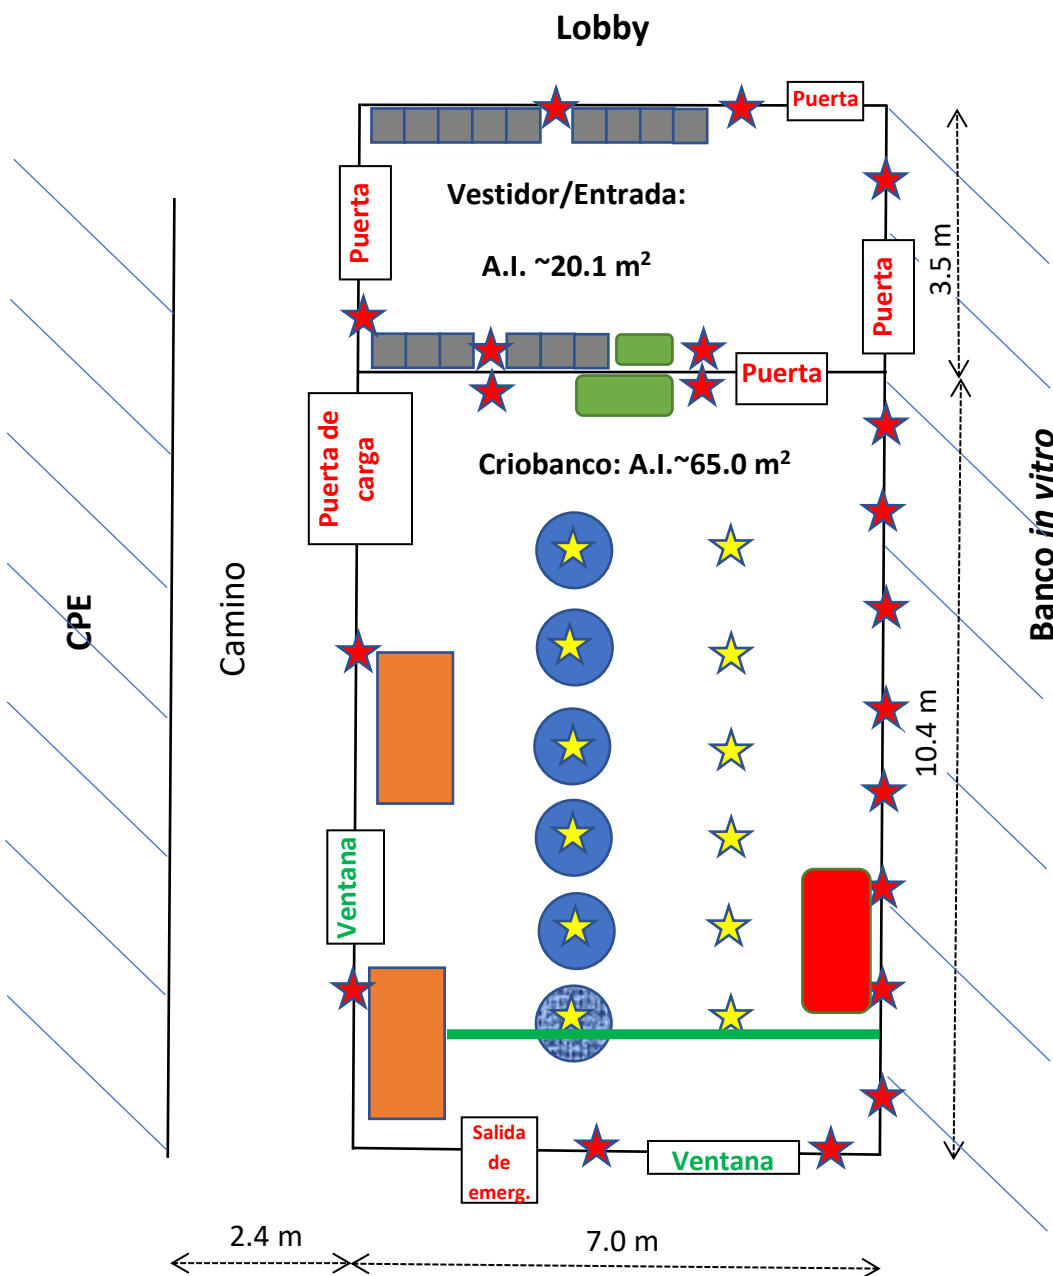 Lobby
Puerta
Vestidor/Entrada:
Puerta
A.I. ~20.1 m²
Puerta
3.5 m
Puerta
Puerta de
carga
Criobanco: A.I.~65.0 m²
CPE
Camino
Banco in vitro
10.4 m
Ventana
Salida
de
emerg.
Ventana
2.4 m
7.0 m